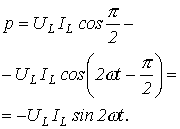 p = U_L I_L cos π/2 −
− U_L I_L cos(2ωt − π/2) =
= −U_L I_L sin 2ωt.